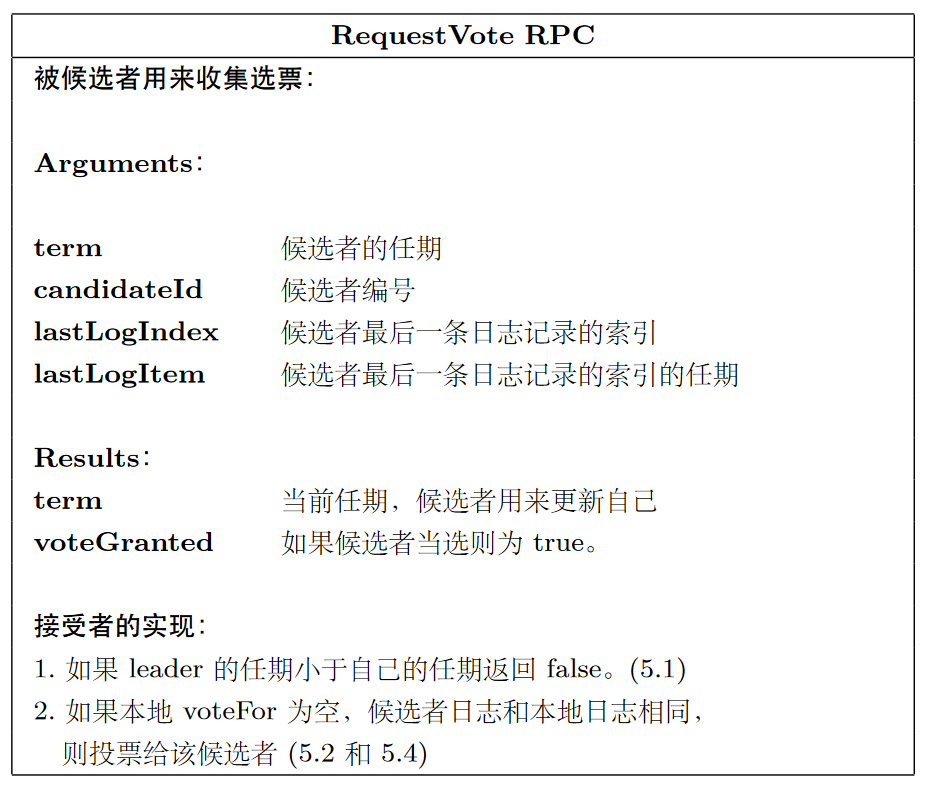 RequestVote RPC
被候选者用来收集选票：
Arguments：
term 候选者的任期
candidateId 候选者编号
lastLogIndex 候选者最后一条日志记录的索引
lastLogItem 候选者最后一条日志记录的索引的任期
Results：
term 当前任期，候选者用来更新自己
voteGranted 如果候选者当选则为 true。
接受者的实现：
1. 如果 leader 的任期小于自己的任期返回 false。(5.1)
2. 如果本地 voteFor 为空，候选者日志和本地日志相同，
则投票给该候选者 (5.2 和 5.4)